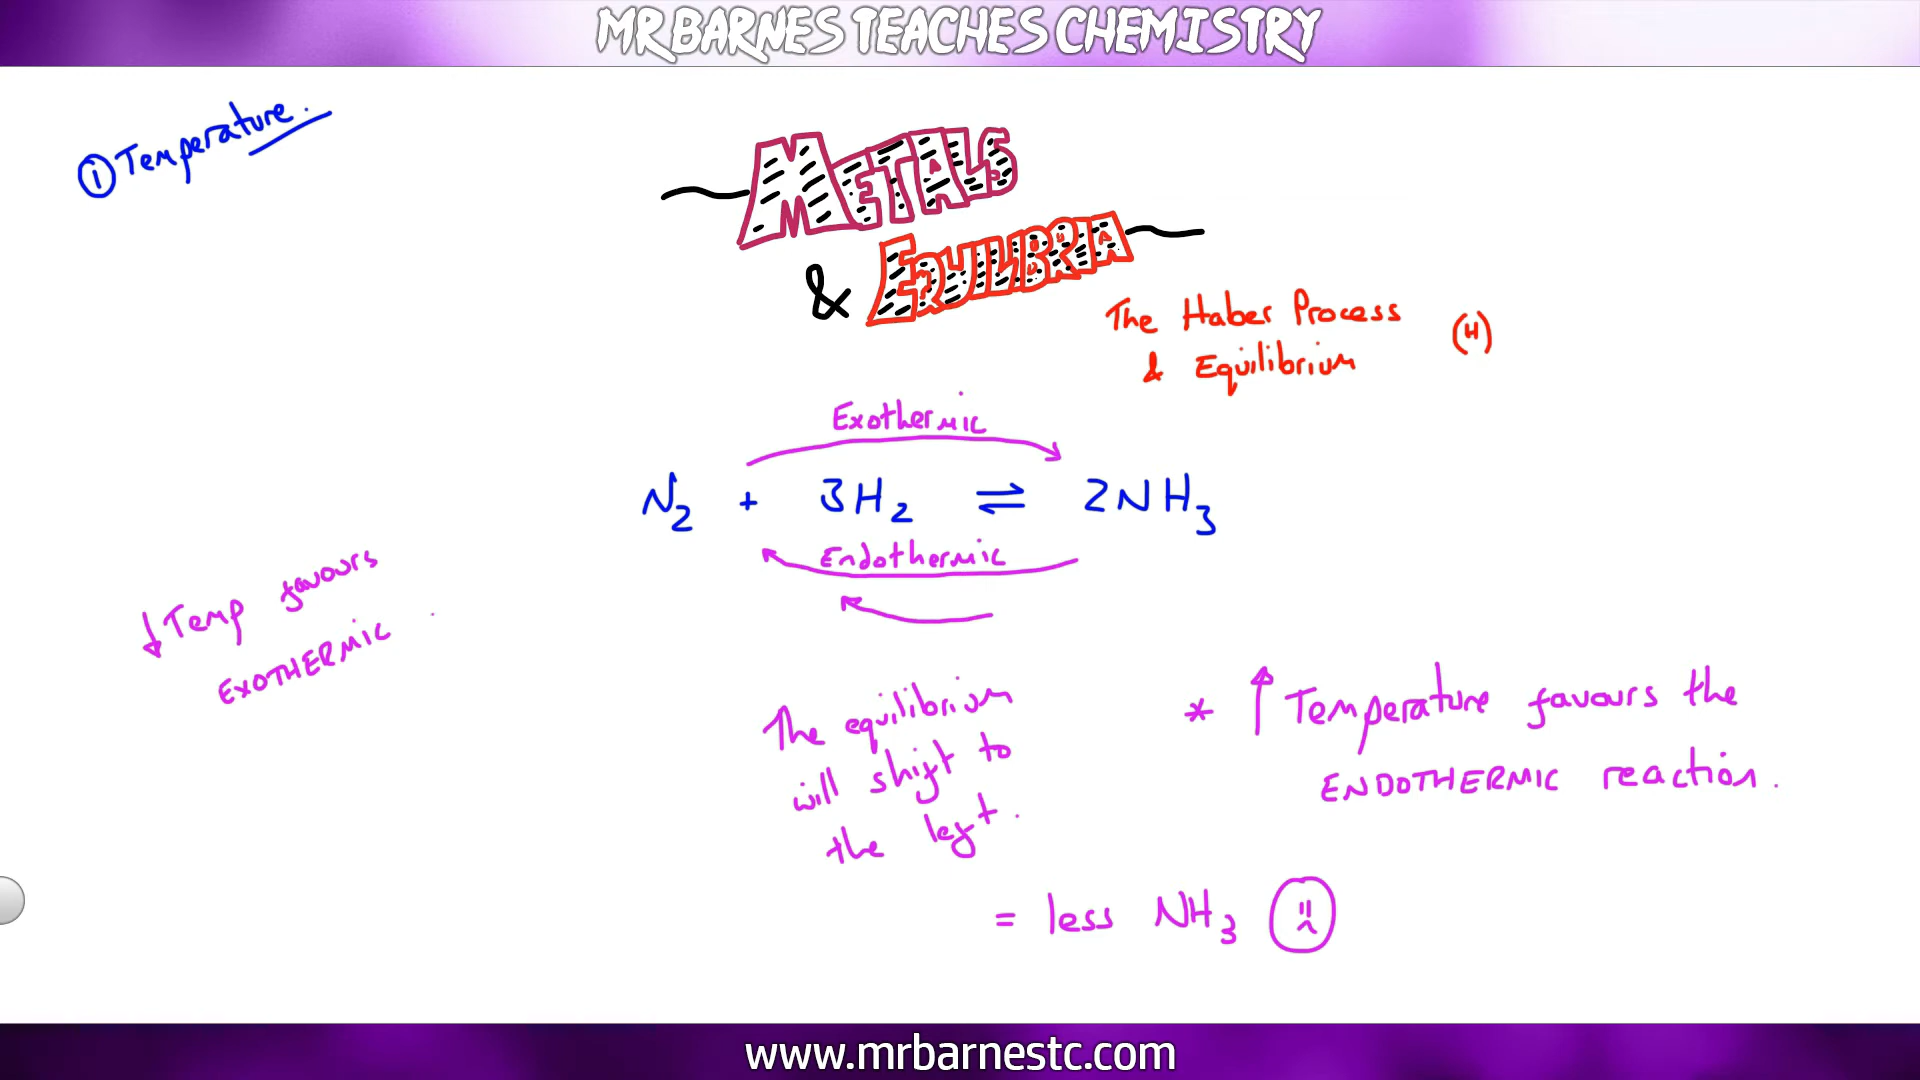 MR BARNES TEACHES CHEMISTRY
① Temperature.
METALS
& EQUILIBRIA
The Haber Process (H)
& Equilibrium
Exothermic
N₂ + 3H₂ ⇌ 2NH₃
Endothermic
↓ Temp favours
EXOTHERMIC.
The equilibrium
will shift to
the left.
* ↑ Temperature favours the
ENDOTHERMIC reaction.
= less NH₃
www.mrbarnestc.com